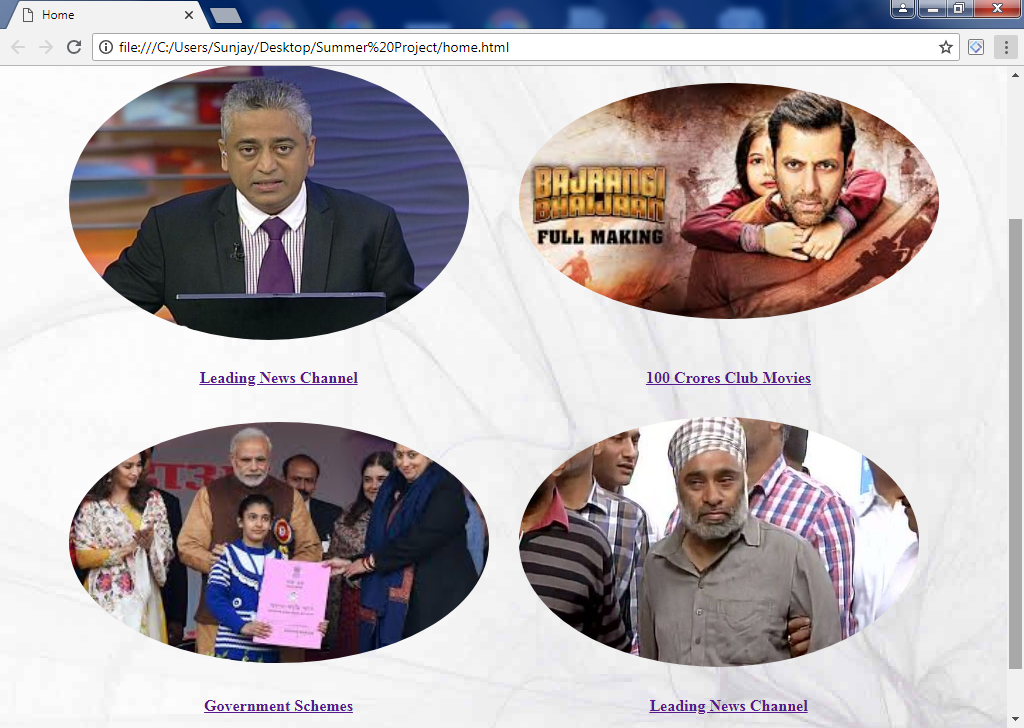 Home
file:///C:/Users/Sunjay/Desktop/Summer%20Project/home.html
BAJRANGI
BHAIJAAN
FULL MAKING
Leading News Channel
100 Crores Club Movies
Government Schemes
Leading News Channel